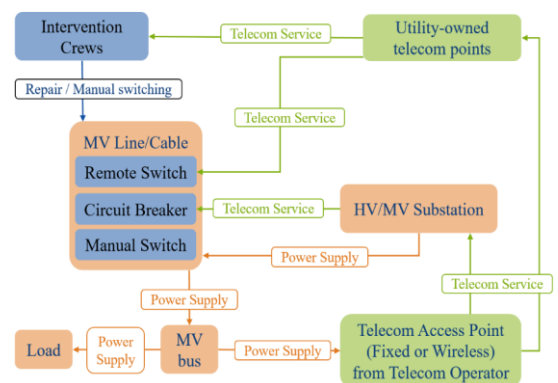 Intervention
Crews
Telecom Service
Utility-owned
telecom points
Repair / Manual switching
Telecom Service
MV Line/Cable
Remote Switch
Circuit Breaker
Telecom Service
HV/MV Substation
Manual Switch
Power Supply
Power Supply
Telecom
Service
Load
Power
Supply
MV
bus
Power Supply
Telecom Access Point
(Fixed or Wireless)
from Telecom Operator